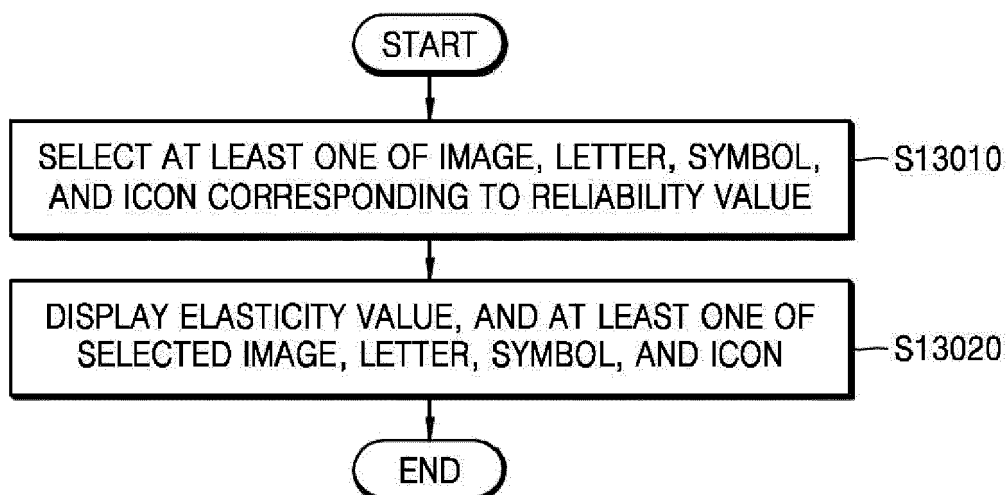 START
SELECT AT LEAST ONE OF IMAGE, LETTER, SYMBOL,
AND ICON CORRESPONDING TO RELIABILITY VALUE
S13010
DISPLAY ELASTICITY VALUE, AND AT LEAST ONE OF
SELECTED IMAGE, LETTER, SYMBOL, AND ICON
S13020
END